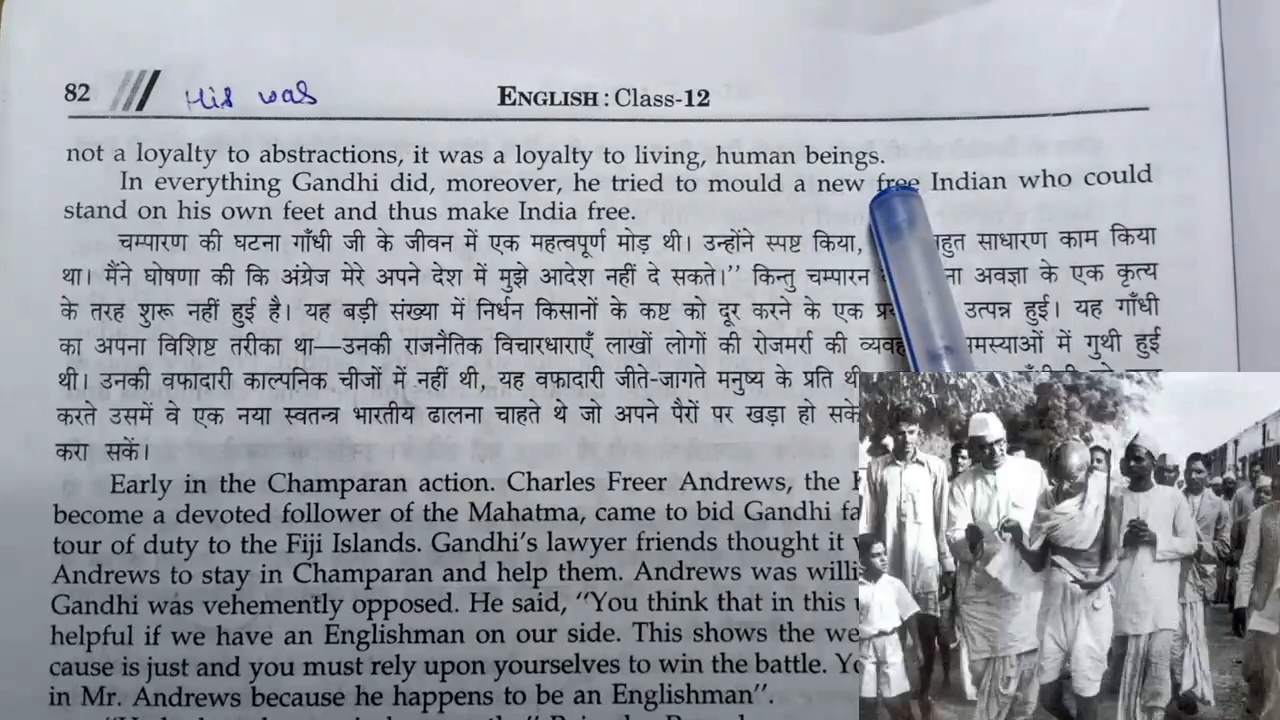 82 His was ENGLISH : Class-12
not a loyalty to abstractions, it was a loyalty to living, human beings.
In everything Gandhi did, moreover, he tried to mould a new free Indian who could
stand on his own feet and thus make India free.
चम्पारण की घटना गाँधी जी के जीवन में एक महत्वपूर्ण मोड़ थी। उन्होंने स्पष्ट किया, साधारण काम किया
था। मैंने घोषणा की कि अंग्रेज मेरे अपने देश में मुझे आदेश नहीं दे सकते।” किन्तु चम्पारन अवज्ञा के एक कृत्य
के तरह शुरू नहीं हुई है। यह बड़ी संख्या में निर्धन किसानों के कष्ट को दूर करने के एक उत्पन्न हुई। यह गाँधी
का अपना विशिष्ट तरीका था—उनकी राजनैतिक विचारधाराएँ लाखों लोगों की रोजमर्रा की में गुथी हुई
थी। उनकी वफादारी काल्पनिक चीजों में नहीं थी, यह वफादारी जीते-जागते मनुष्य के प्रति
करते उसमें वे एक नया स्वतन्त्र भारतीय ढालना चाहते थे जो अपने पैरों पर खड़ा हो सके
करा सकें।
Early in the Champaran action. Charles Freer Andrews, the
become a devoted follower of the Mahatma, came to bid Gandhi
tour of duty to the Fiji Islands. Gandhi’s lawyer friends thought it
Andrews to stay in Champaran and help them. Andrews was
Gandhi was vehemently opposed. He said, “You think that in this
helpful if we have an Englishman on our side. This shows the
cause is just and you must rely upon yourselves to win the battle.
in Mr. Andrews because he happens to be an Englishman”.